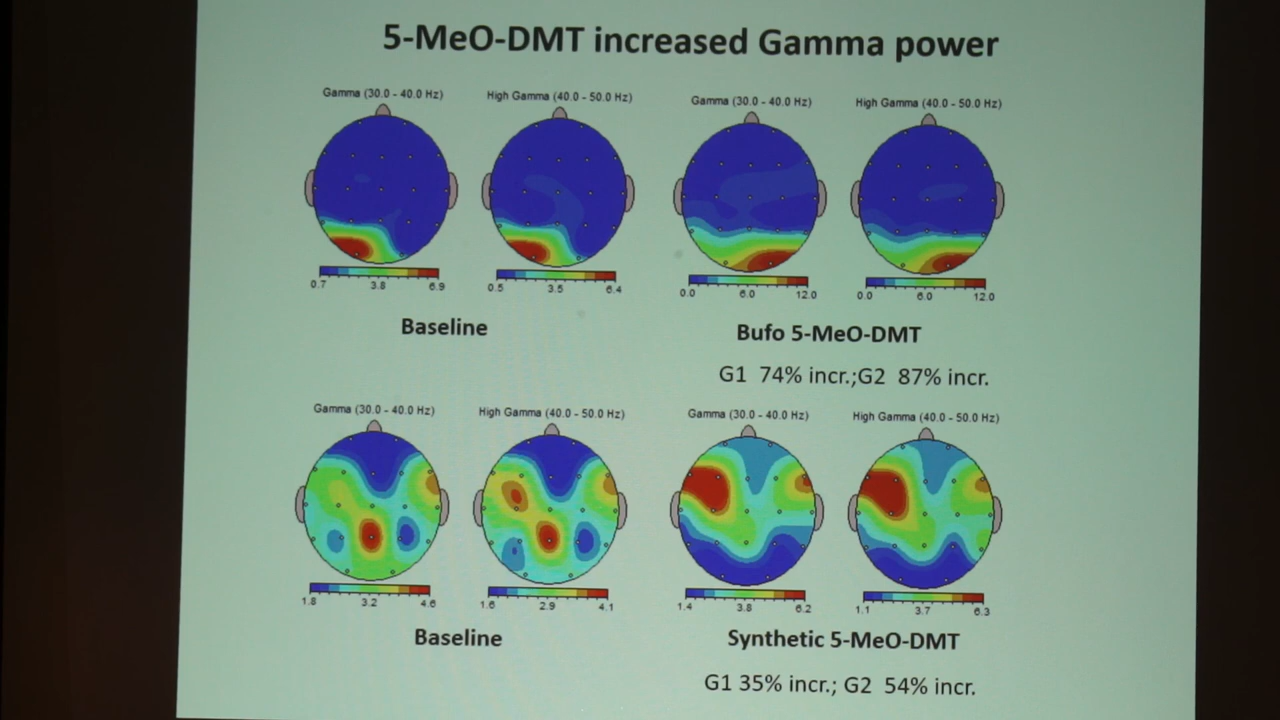 5-MeO-DMT increased Gamma power
Gamma (30.0 - 40.0 Hz) High Gamma (40.0 - 50.0 Hz) Gamma (30.0 - 40.0 Hz) High Gamma (40.0 - 50.0 Hz)
0.7 3.8 6.9 0.5 3.5 6.4 0.0 6.0 12.0 0.0 6.0 12.0
Baseline Bufo 5-MeO-DMT
G1 74% incr.;G2 87% incr.
Gamma (30.0 - 40.0 Hz) High Gamma (40.0 - 50.0 Hz) Gamma (30.0 - 40.0 Hz) High Gamma (40.0 - 50.0 Hz)
1.8 3.2 4.6 1.6 2.9 4.1 1.4 3.8 6.2 1.1 3.7 6.3
Baseline Synthetic 5-MeO-DMT
G1 35% incr.; G2 54% incr.